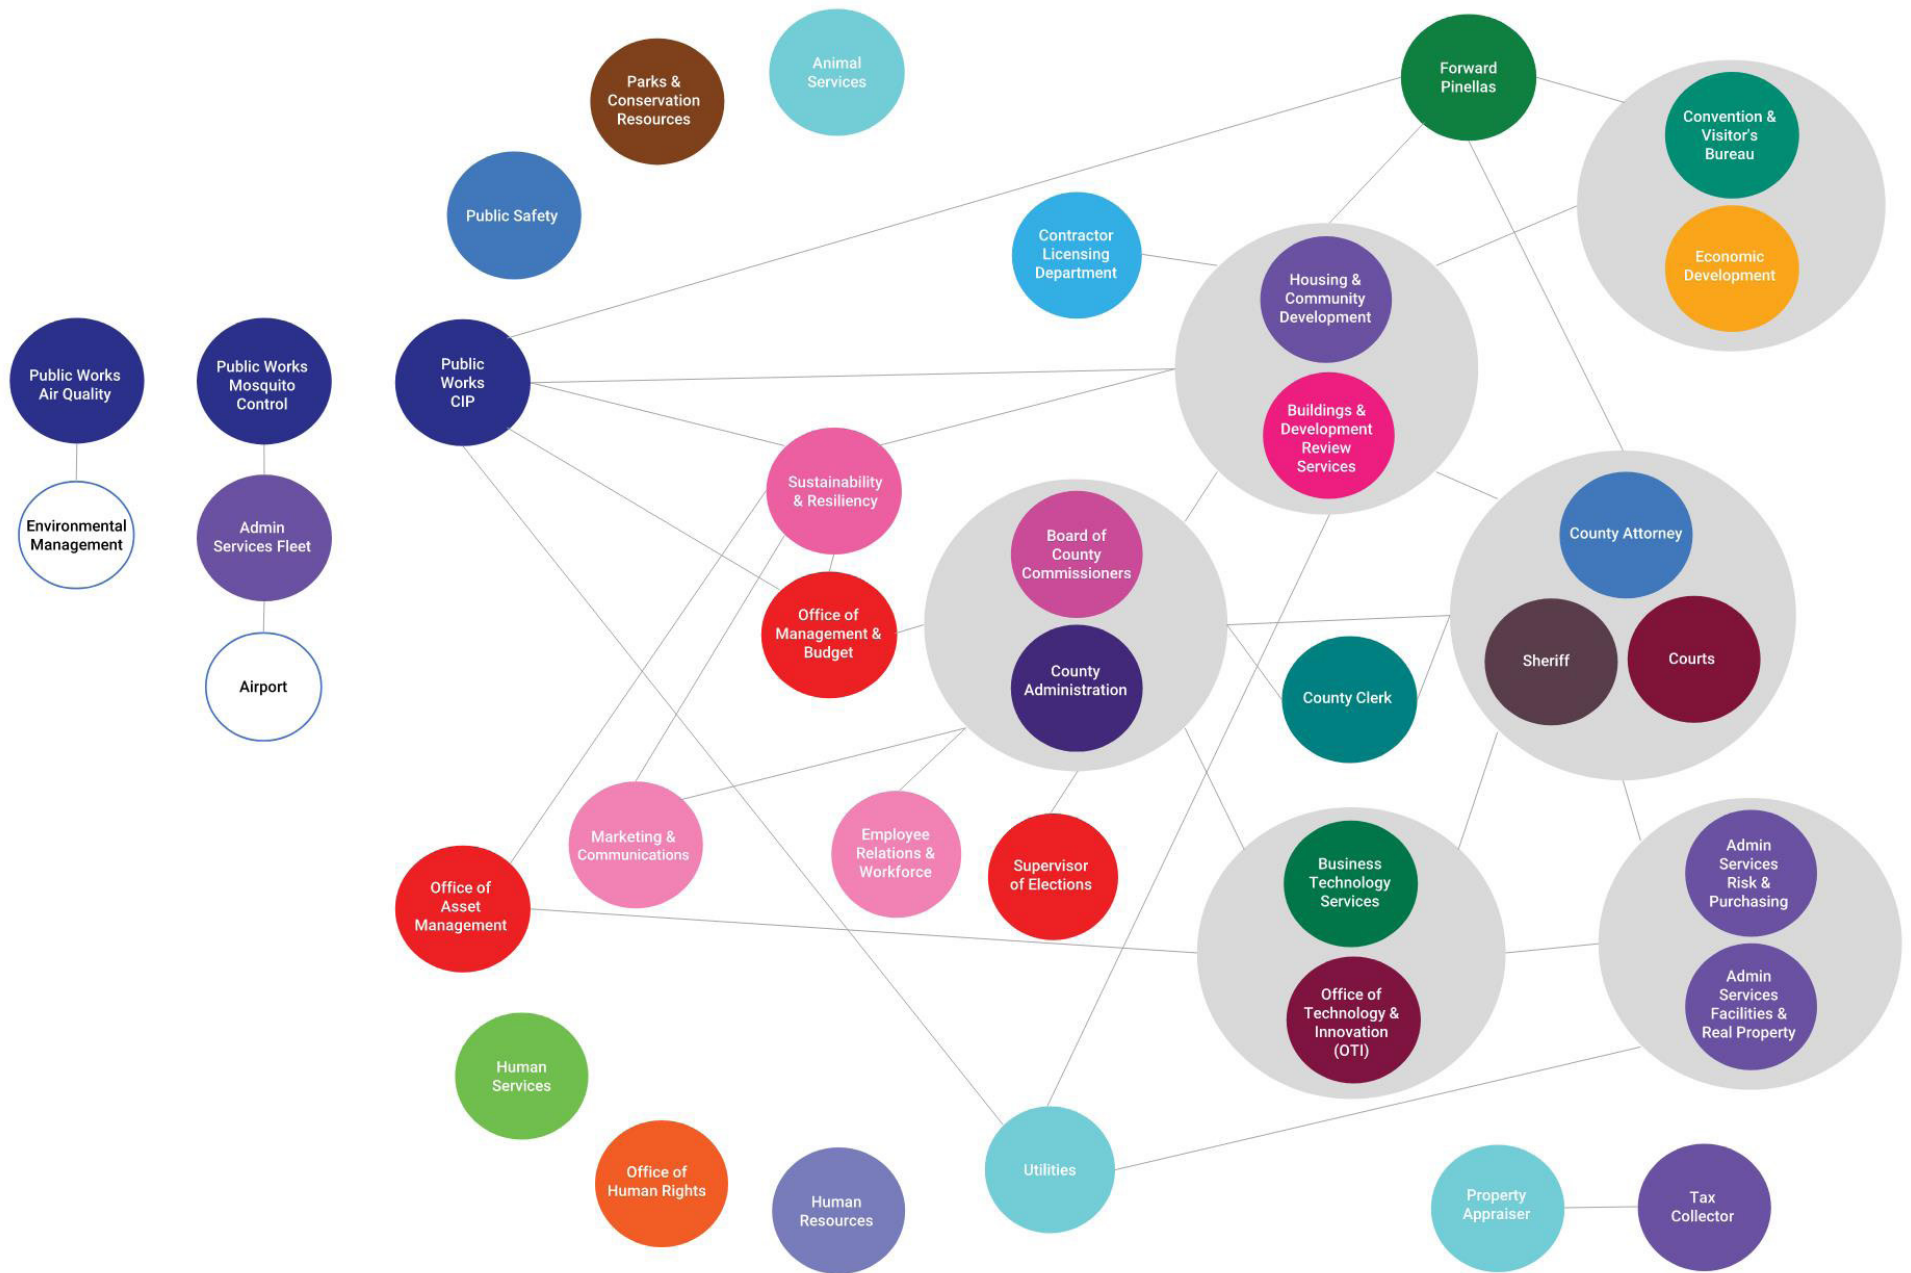 Animal
Services
Forward
Pinellas
Parks &
Conservation
Resources
Convention &
Visitor's
Bureau
Public Safety
Contractor
Licensing
Department
Economic
Development
Housing &
Community
Development
Public Works
Air Quality
Public Works
Mosquito
Control
Public
Works
CIP
Buildings &
Development
Review
Services
Sustainability
& Resiliency
Environmental
Management
Admin
Services Fleet
Board of
County
Commissioners
County Attorney
Office of
Management &
Budget
Sheriff
Courts
Airport
County
Administration
County Clerk
Marketing &
Communications
Employee
Relations &
Workforce
Supervisor
of Elections
Business
Technology
Services
Admin
Services
Risk &
Purchasing
Office of
Asset
Management
Office of
Technology &
Innovation
(OTI)
Admin
Services
Facilities &
Real Property
Human
Services
Office of
Human Rights
Human
Resources
Utilities
Property
Appraiser
Tax
Collector